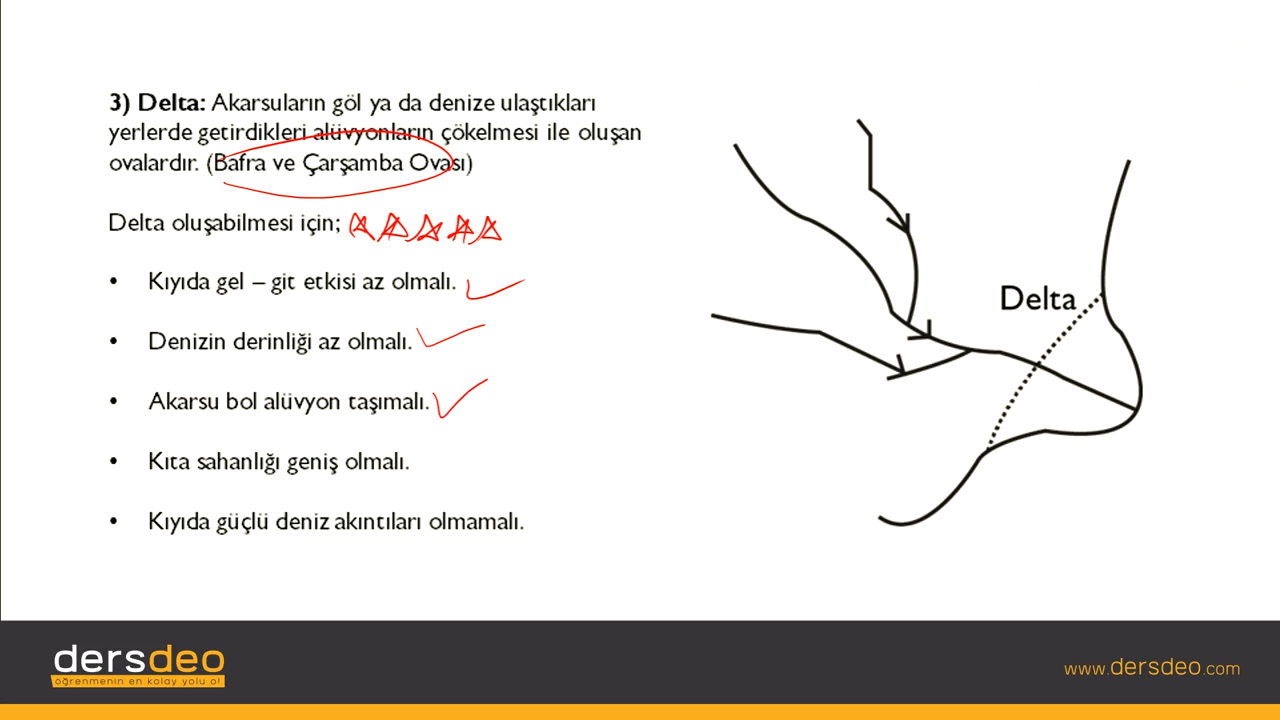 3) Delta: Akarsuların göl ya da denize ulaştıkları
yerlerde getirdikleri alüvyonların çökelmesi ile oluşan
ovalardır. (Bafra ve Çarşamba Ovası)
Delta oluşabilmesi için;
• Kıyıda gel – git etkisi az olmalı.
• Denizin derinliği az olmalı.
• Akarsu bol alüvyon taşımalı.
• Kıta sahanlığı geniş olmalı.
• Kıyıda güçlü deniz akıntıları olmamalı.
Delta
dersdeo
öğrenmenin en kolay yolu o!
www.dersdeo.com